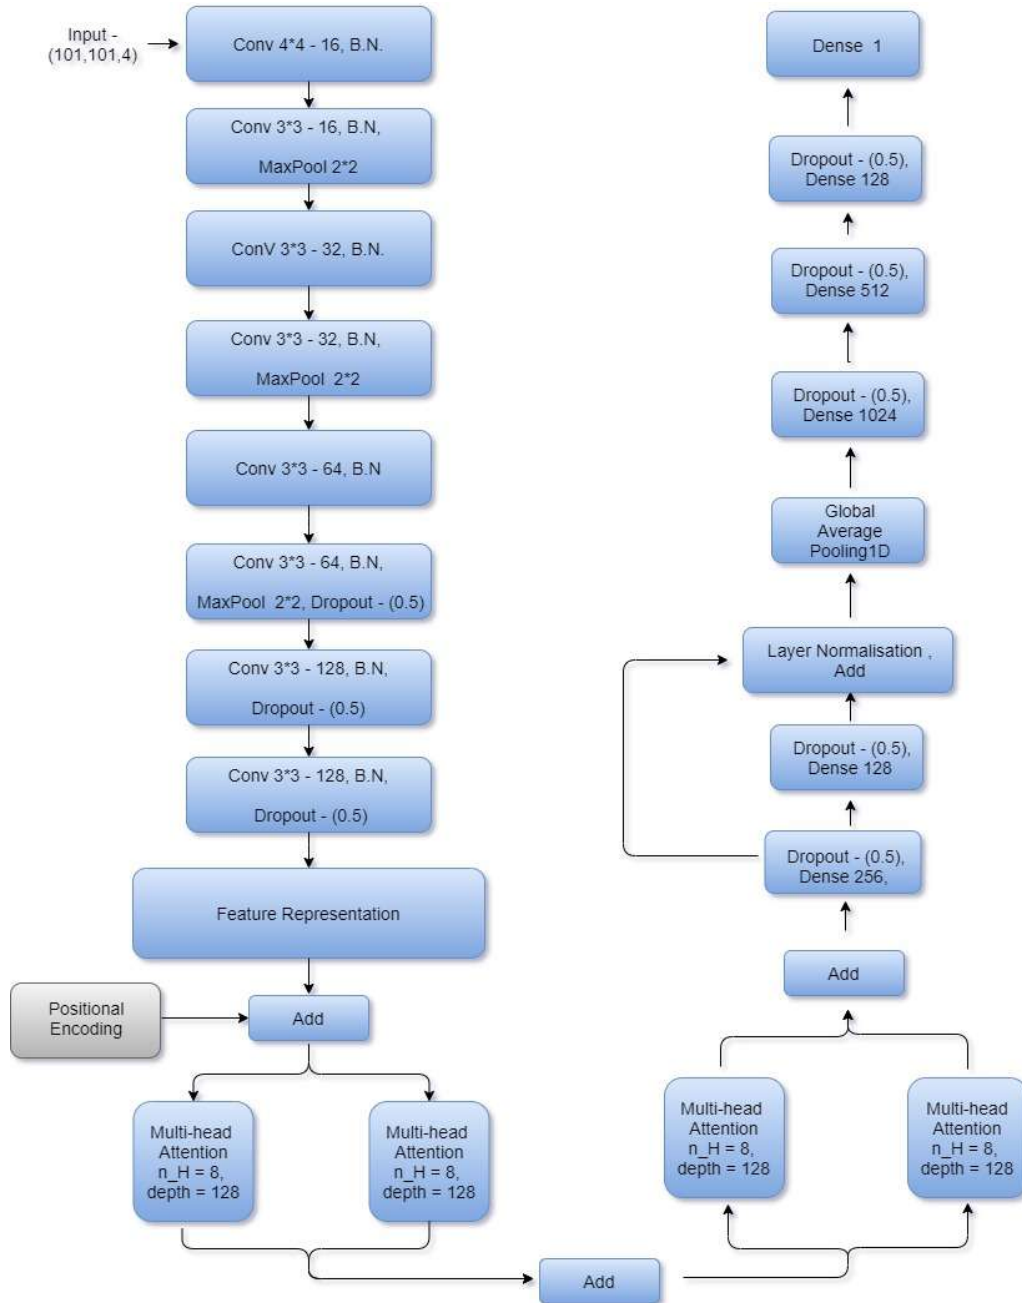 Input -
(101,101,4)
Conv 4*4 - 16, B.N.
Conv 3*3 - 16, B.N,
MaxPool 2*2
ConV 3*3 - 32, B.N.
Conv 3*3 - 32, B.N,
MaxPool 2*2
Conv 3*3 - 64, B.N
Conv 3*3 - 64, B.N,
MaxPool 2*2, Dropout - (0.5)
Conv 3*3 - 128, B.N,
Dropout - (0.5)
Conv 3*3 - 128, B.N,
Dropout - (0.5)
Feature Representation
Positional
Encoding
Add
Multi-head
Attention
n_H = 8,
depth = 128
Multi-head
Attention
n_H = 8,
depth = 128
Add
Multi-head
Attention
n_H = 8,
depth = 128
Multi-head
Attention
n_H = 8,
depth = 128
Add
Dropout - (0.5),
Dense 256,
Dropout - (0.5),
Dense 128
Layer Normalisation ,
Add
Global
Average
Pooling1D
Dropout - (0.5),
Dense 1024
Dropout - (0.5),
Dense 512
Dropout - (0.5),
Dense 128
Dense 1